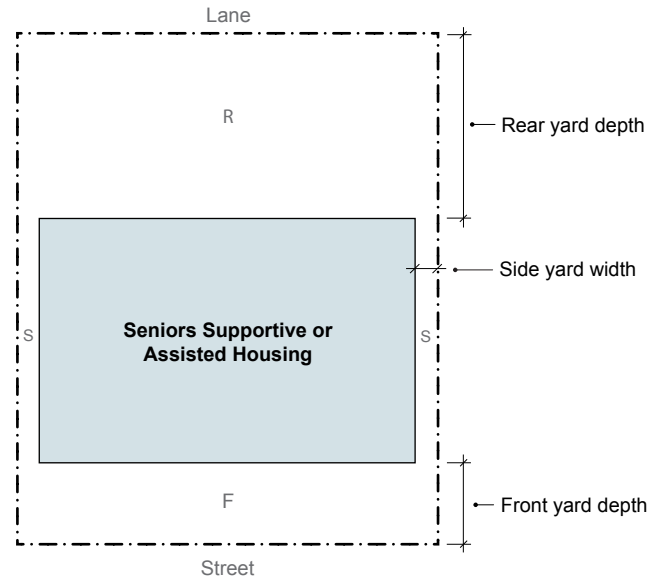 Lane
R
Rear yard depth
Side yard width
Seniors Supportive or
Assisted Housing
S
S
F
Front yard depth
Street